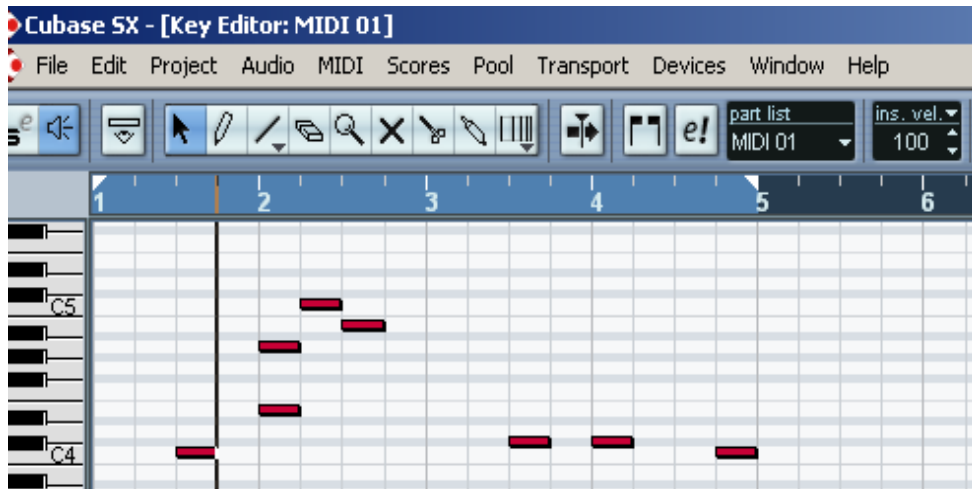 Cubase SX - [Key Editor: MIDI 01]
File Edit Project Audio MIDI Scores Pool Transport Devices Window Help
s e e! part list ins. vel.
MIDI 01 100
1 2 3 4 5 6
C5
C4